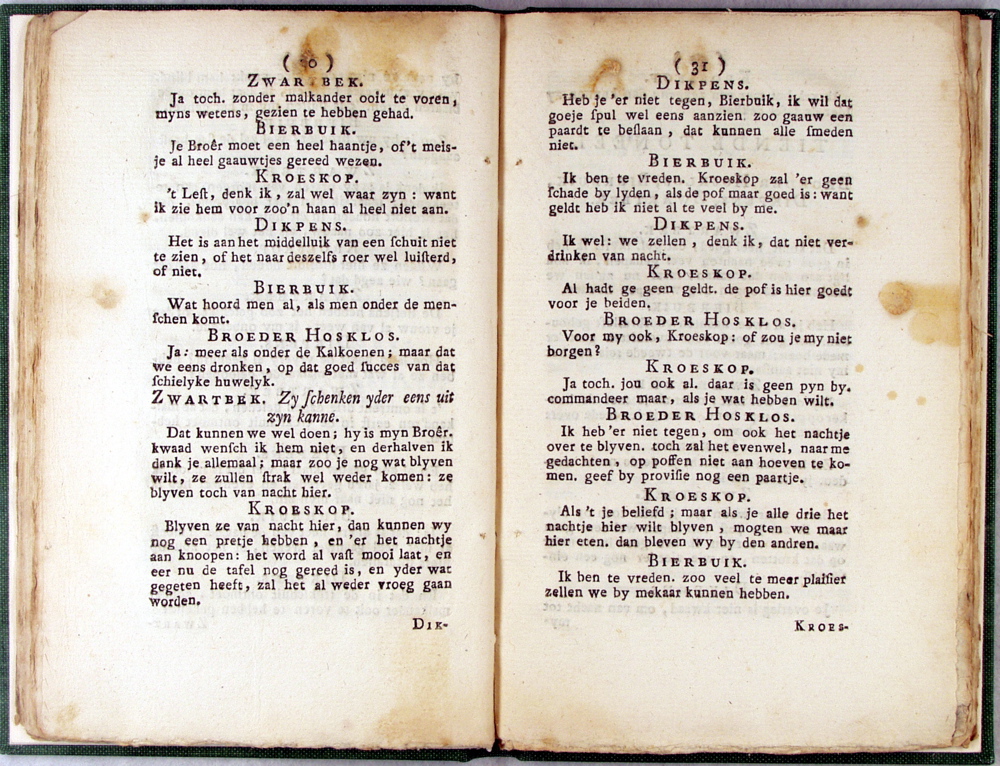 ( 30 )
ZWARTBEK.
Ja toch. zonder malkander ooit te voren,
myns wetens, gezien te hebben gehad.
BIERBUIK.
Je Broêr moet een heel haantje, of 't meis-
je al heel gaauwtjes gereed wezen.
KROESKOP.
't Leſt, denk ik, zal wel waar zyn: want
ik zie hem voor zoo'n haan al heel niet aan.
DIKPENS.
Het is aan het middelluik van een ſchuit niet
te zien, of het naar deszelfs roer wel luiſterd,
of niet.
BIERBUIK.
Wat hoord men al, als men onder de men-
ſchen komt.
BROEDER HOSKLOS.
Ja: meer als onder de Kalkoenen; maar dat
we eens dronken, op dat goed ſucces van dat
ſchielyke huwelyk.
ZWARTBEK. Zy ſchenken yder eens uit
zyn kanne.
Dat kunnen we wel doen; hy is myn Broêr.
kwaad wenſch ik hem niet, en derhalven ik
dank je allemaal; maar zoo je nog wat blyven
wilt, ze zullen ſtrak wel weder komen: ze
blyven toch van nacht hier.
KROESKOP.
Blyven ze van nacht hier, dan kunnen wy
nog een pretje hebben, en 'er het nachtje
aan knoopen: het word al vaſt mooi laat, en
eer nu de tafel nog gereed is, en yder wat
gegeten heeft, zal het al weder vroeg gaan
worden.
DIK-
( 31 )
DIKPENS.
Heb je 'er niet tegen, Bierbuik, ik wil dat
goeje ſpul wel eens aanzien. zoo gaauw een
paardt te beſlaan, dat kunnen alle ſmeden
niet.
BIERBUIK.
Ik ben te vreden. Kroeskop zal 'er geen
ſchade by lyden, als de pof maar goed is: want
geldt heb ik niet al te veel by me.
DIKPENS.
Ik wel: we zellen, denk ik, dat niet ver-
drinken van nacht.
KROESKOP.
Al hadt ge geen geldt. de pof is hier goedt
voor je beiden.
BROEDER HOSKLOS.
Voor my ook, Kroeskop: of zou je my niet
borgen?
KROESKOP.
Ja toch. jou ook al. daar is geen pyn by.
commandeer maar, als je wat hebben wilt.
BROEDER HOSKLOS.
Ik heb 'er niet tegen, om ook het nachtje
over te blyven. toch zal het evenwel, naar me
gedachten, op poffen niet aan hoeven te ko-
men. geef by proviſie nog een paartje.
KROESKOP.
Als 't je beliefd; maar als je alle drie het
nachtje hier wilt blyven, mogten we maar
hier eten. dan bleven wy by den andren.
BIERBUIK.
Ik ben te vreden. zoo veel te meer plaiſier
zellen we by mekaar kunnen hebben.
KROES-